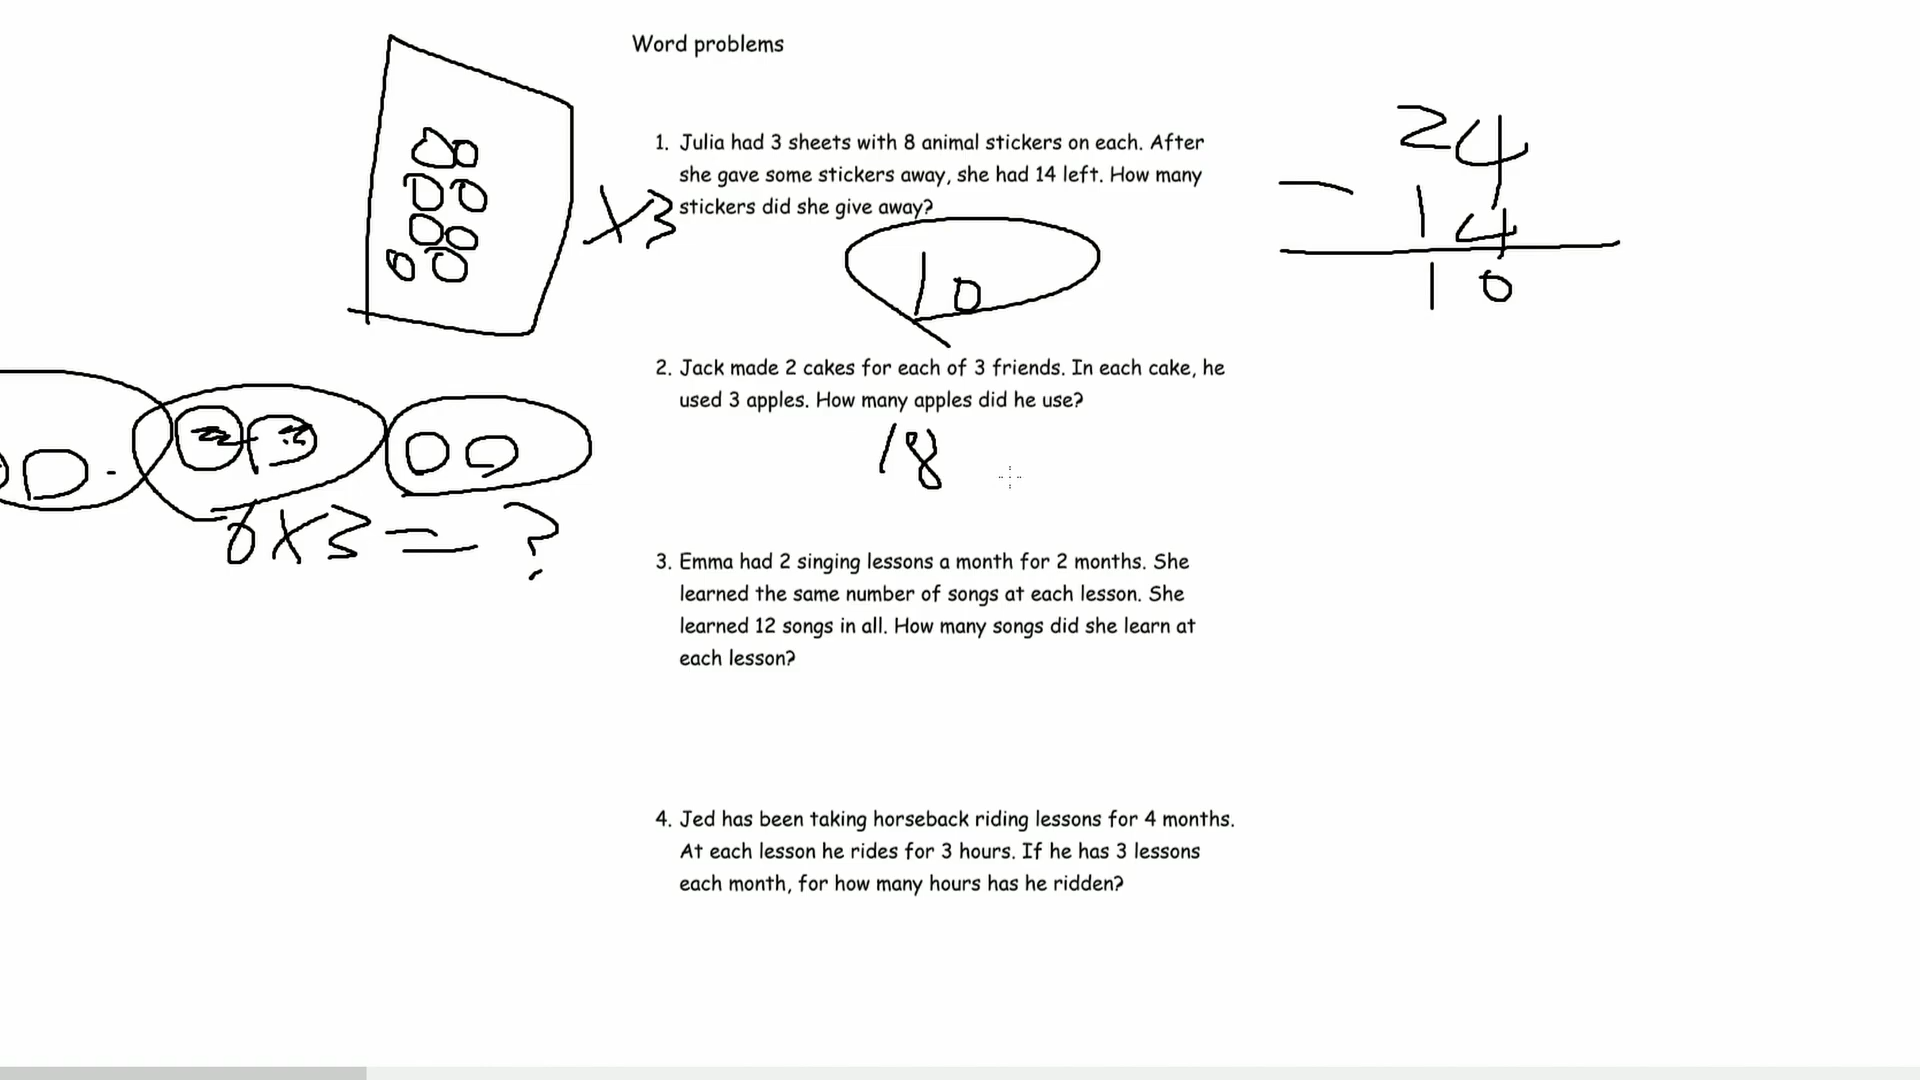 Word problems
1. Julia had 3 sheets with 8 animal stickers on each. After
she gave some stickers away, she had 14 left. How many
stickers did she give away?
X3
10
24
- 14
10
2. Jack made 2 cakes for each of 3 friends. In each cake, he
used 3 apples. How many apples did he use?
18
6X3=?
3. Emma had 2 singing lessons a month for 2 months. She
learned the same number of songs at each lesson. She
learned 12 songs in all. How many songs did she learn at
each lesson?
4. Jed has been taking horseback riding lessons for 4 months.
At each lesson he rides for 3 hours. If he has 3 lessons
each month, for how many hours has he ridden?